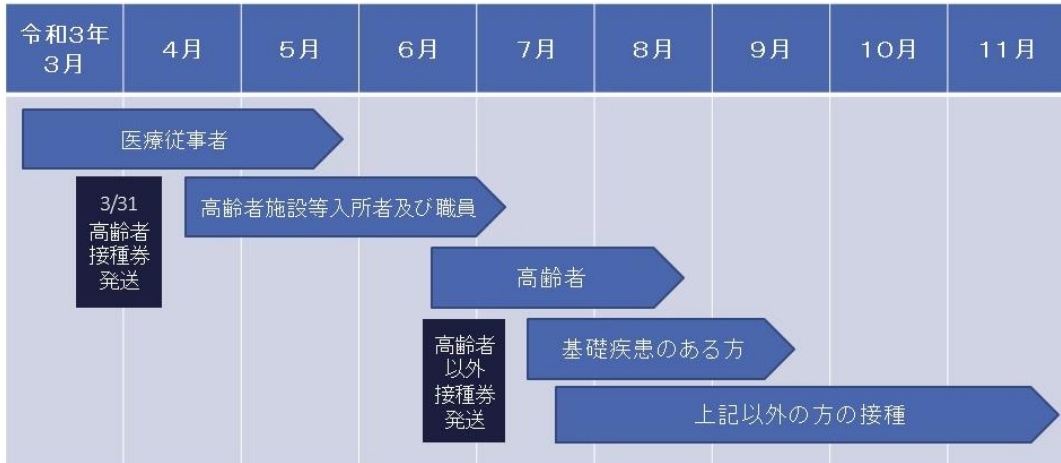 令和3年
3月
4月
5月
6月
7月
8月
9月
10月
11月
医療従事者
3/31
高齢者
接種券
発送
高齢者施設等入所者及び職員
高齢者
高齢者
以外
接種券
発送
基礎疾患のある方
上記以外の方の接種